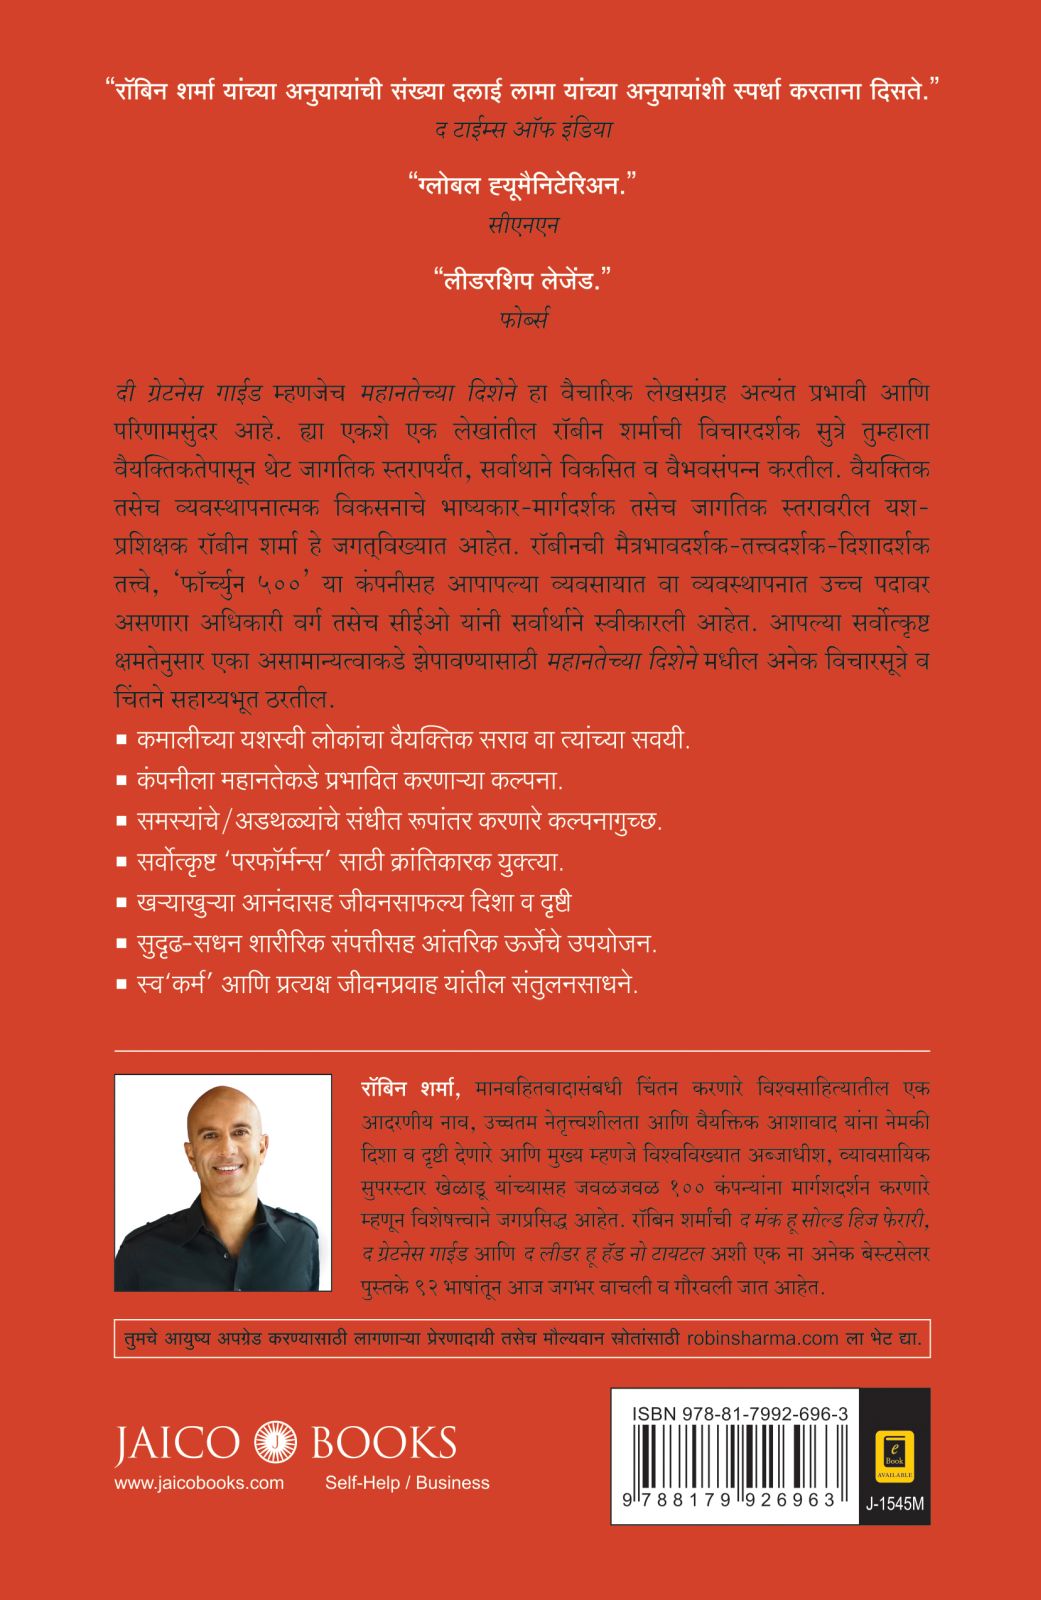 “रॉबिन शर्मा यांच्या अनुयायांची संख्या दलाई लामा यांच्या अनुयायांशी स्पर्धा करताना दिसते.”
द टाईम्स ऑफ इंडिया
“ग्लोबल ह्यूमैनिटेरिअन.”
सीएनएन
“लीडरशिप लेजेंड.”
फोर्ब्स
दी ग्रेटनेस गाईड म्हणजेच महानतेच्या दिशेने हा वैचारिक लेखसंग्रह अत्यंत प्रभावी आणि
परिणामसुंदर आहे. ह्या एकशे एक लेखांतील रॉबीन शर्माची विचारदर्शक सुत्रे तुम्हाला
वैयक्तिकतेपासून थेट जागतिक स्तरापर्यंत, सर्वाथाने विकसित व वैभवसंपन्न करतील. वैयक्तिक
तसेच व्यवस्थापनात्मक विकसनाचे भाष्यकार-मार्गदर्शक तसेच जागतिक स्तरावरील यश-
प्रशिक्षक रॉबीन शर्मा हे जगत्‌विख्यात आहेत. रॉबीनची मैत्रभावदर्शक-तत्त्वदर्शक-दिशादर्शक
तत्त्वे, ‘फॉर्च्युन ५००’ या कंपनीसह आपापल्या व्यवसायात वा व्यवस्थापनात उच्च पदावर
असणारा अधिकारी वर्ग तसेच सीईओ यांनी सर्वार्थाने स्वीकारली आहेत. आपल्या सर्वोत्कृष्ट
क्षमतेनुसार एका असामान्यत्वाकडे झेपावण्यासाठी महानतेच्या दिशेने मधील अनेक विचारसूत्रे व
चिंतने सहाय्यभूत ठरतील.
▪ कमालीच्या यशस्वी लोकांचा वैयक्तिक सराव वा त्यांच्या सवयी.
▪ कंपनीला महानतेकडे प्रभावित करणाऱ्या कल्पना.
▪ समस्यांचे/अडथळ्यांचे संधीत रूपांतर करणारे कल्पनागुच्छ.
▪ सर्वोत्कृष्ट ‘परफॉर्मन्स’ साठी क्रांतिकारक युक्त्या.
▪ खऱ्याखुऱ्या आनंदासह जीवनसाफल्य दिशा व दृष्टी
▪ सुदृढ-सधन शारीरिक संपत्तीसह आंतरिक ऊर्जेचे उपयोजन.
▪ स्व‘कर्म’ आणि प्रत्यक्ष जीवनप्रवाह यांतील संतुलनसाधने.
रॉबिन शर्मा, मानवहितवादासंबधी चिंतन करणारे विश्वसाहित्यातील एक
आदरणीय नाव, उच्चतम नेतृत्त्वशीलता आणि वैयक्तिक आशावाद यांना नेमकी
दिशा व दृष्टी देणारे आणि मुख्य म्हणजे विश्वविख्यात अब्जाधीश, व्यावसायिक
सुपरस्टार खेळाडू यांच्यासह जवळजवळ १०० कंपन्यांना मार्गशदर्शन करणारे
म्हणून विशेषत्त्वाने जगप्रसिद्ध आहेत. रॉबिन शर्मांची द मंक हू सोल्ड हिज फेरारी,
द ग्रेटनेस गाईड आणि द लीडर हू हॅड नो टायटल अशी एक ना अनेक बेस्टसेलर
पुस्तके ९२ भाषांतून आज जगभर वाचली व गौरवली जात आहेत.
तुमचे आयुष्य अपग्रेड करण्यासाठी लागणाऱ्या प्रेरणादायी तसेच मौल्यवान स्रोतांसाठी robinsharma.com ला भेट द्या.
JAICO J BOOKS
www.jaicobooks.com Self-Help / Business
ISBN 978-81-7992-696-3
9 788179 926963
e
Book
AVAILABLE
J-1545M